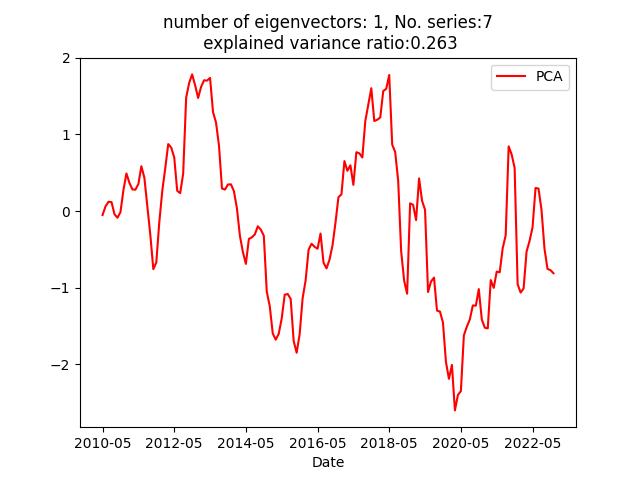 number of eigenvectors: 1, No. series:7
explained variance ratio:0.263
PCA
2
1
0
−1
−2
2010-05 2012-05 2014-05 2016-05 2018-05 2020-05 2022-05
Date